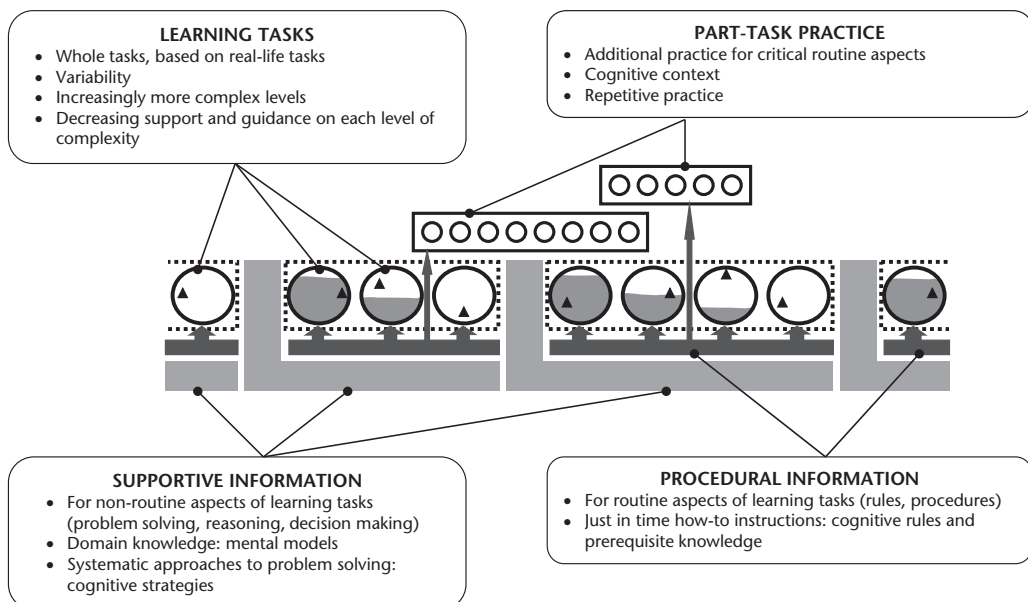 LEARNING TASKS
• Whole tasks, based on real-life tasks
• Variability
• Increasingly more complex levels
• Decreasing support and guidance on each level of
complexity
PART-TASK PRACTICE
• Additional practice for critical routine aspects
• Cognitive context
• Repetitive practice
SUPPORTIVE INFORMATION
• For non-routine aspects of learning tasks
(problem solving, reasoning, decision making)
• Domain knowledge: mental models
• Systematic approaches to problem solving:
cognitive strategies
PROCEDURAL INFORMATION
• For routine aspects of learning tasks (rules, procedures)
• Just in time how-to instructions: cognitive rules and
prerequisite knowledge